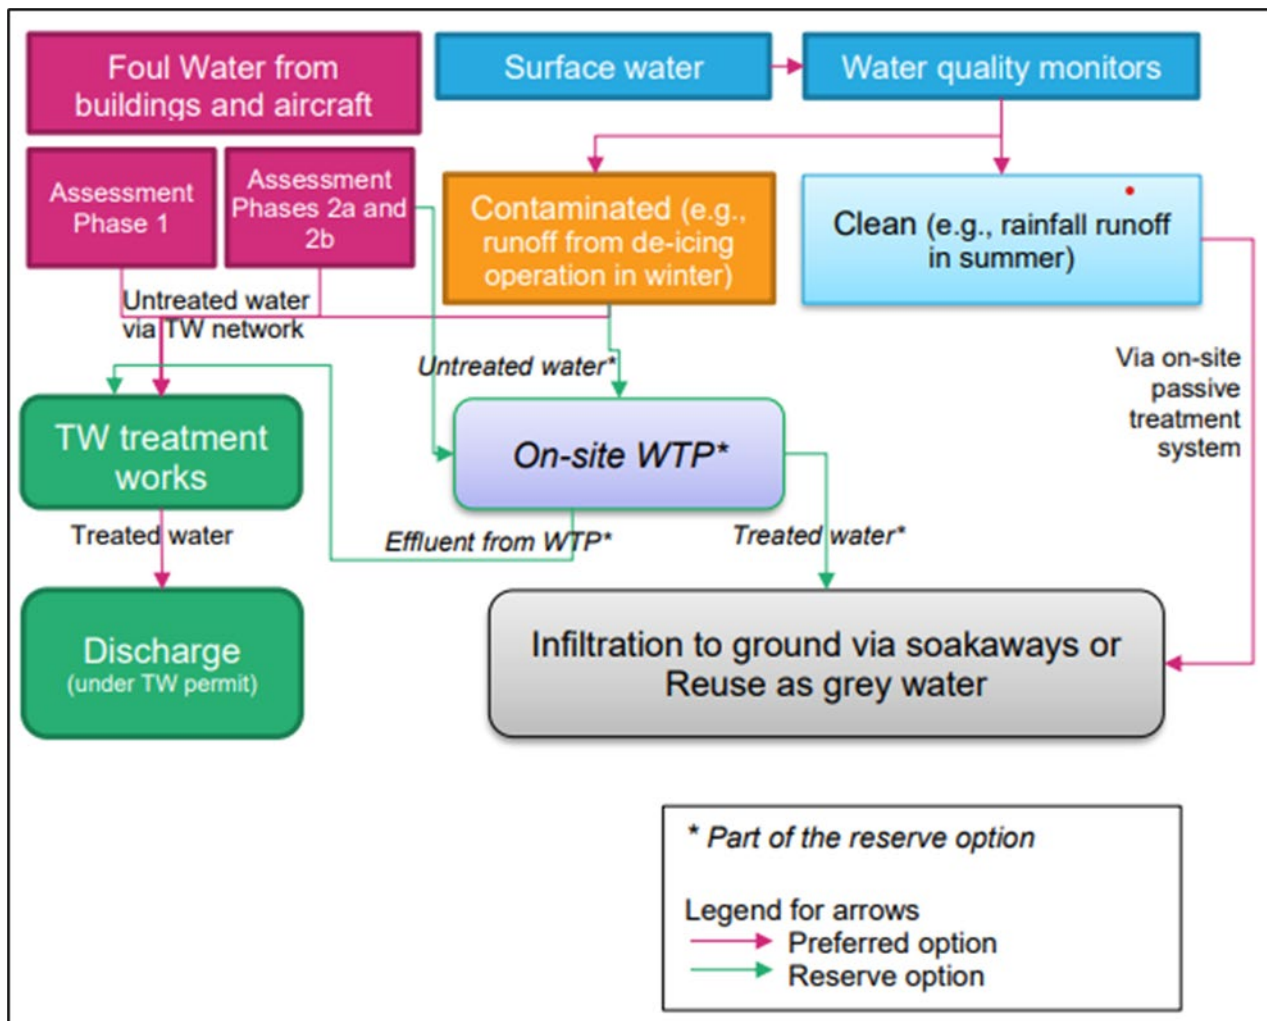 Foul Water from
buildings and aircraft
Surface water
Water quality monitors
Assessment
Phase 1
Assessment
Phases 2a and
2b
Contaminated (e.g.,
runoff from de-icing
operation in winter)
Clean (e.g., rainfall runoff
in summer)
Untreated water
via TW network
Untreated water*
Via on-site
passive
treatment
system
TW treatment
works
On-site WTP*
Treated water
Effluent from WTP*
Treated water*
Discharge
(under TW permit)
Infiltration to ground via soakaways or
Reuse as grey water
* Part of the reserve option
Legend for arrows
Preferred option
Reserve option